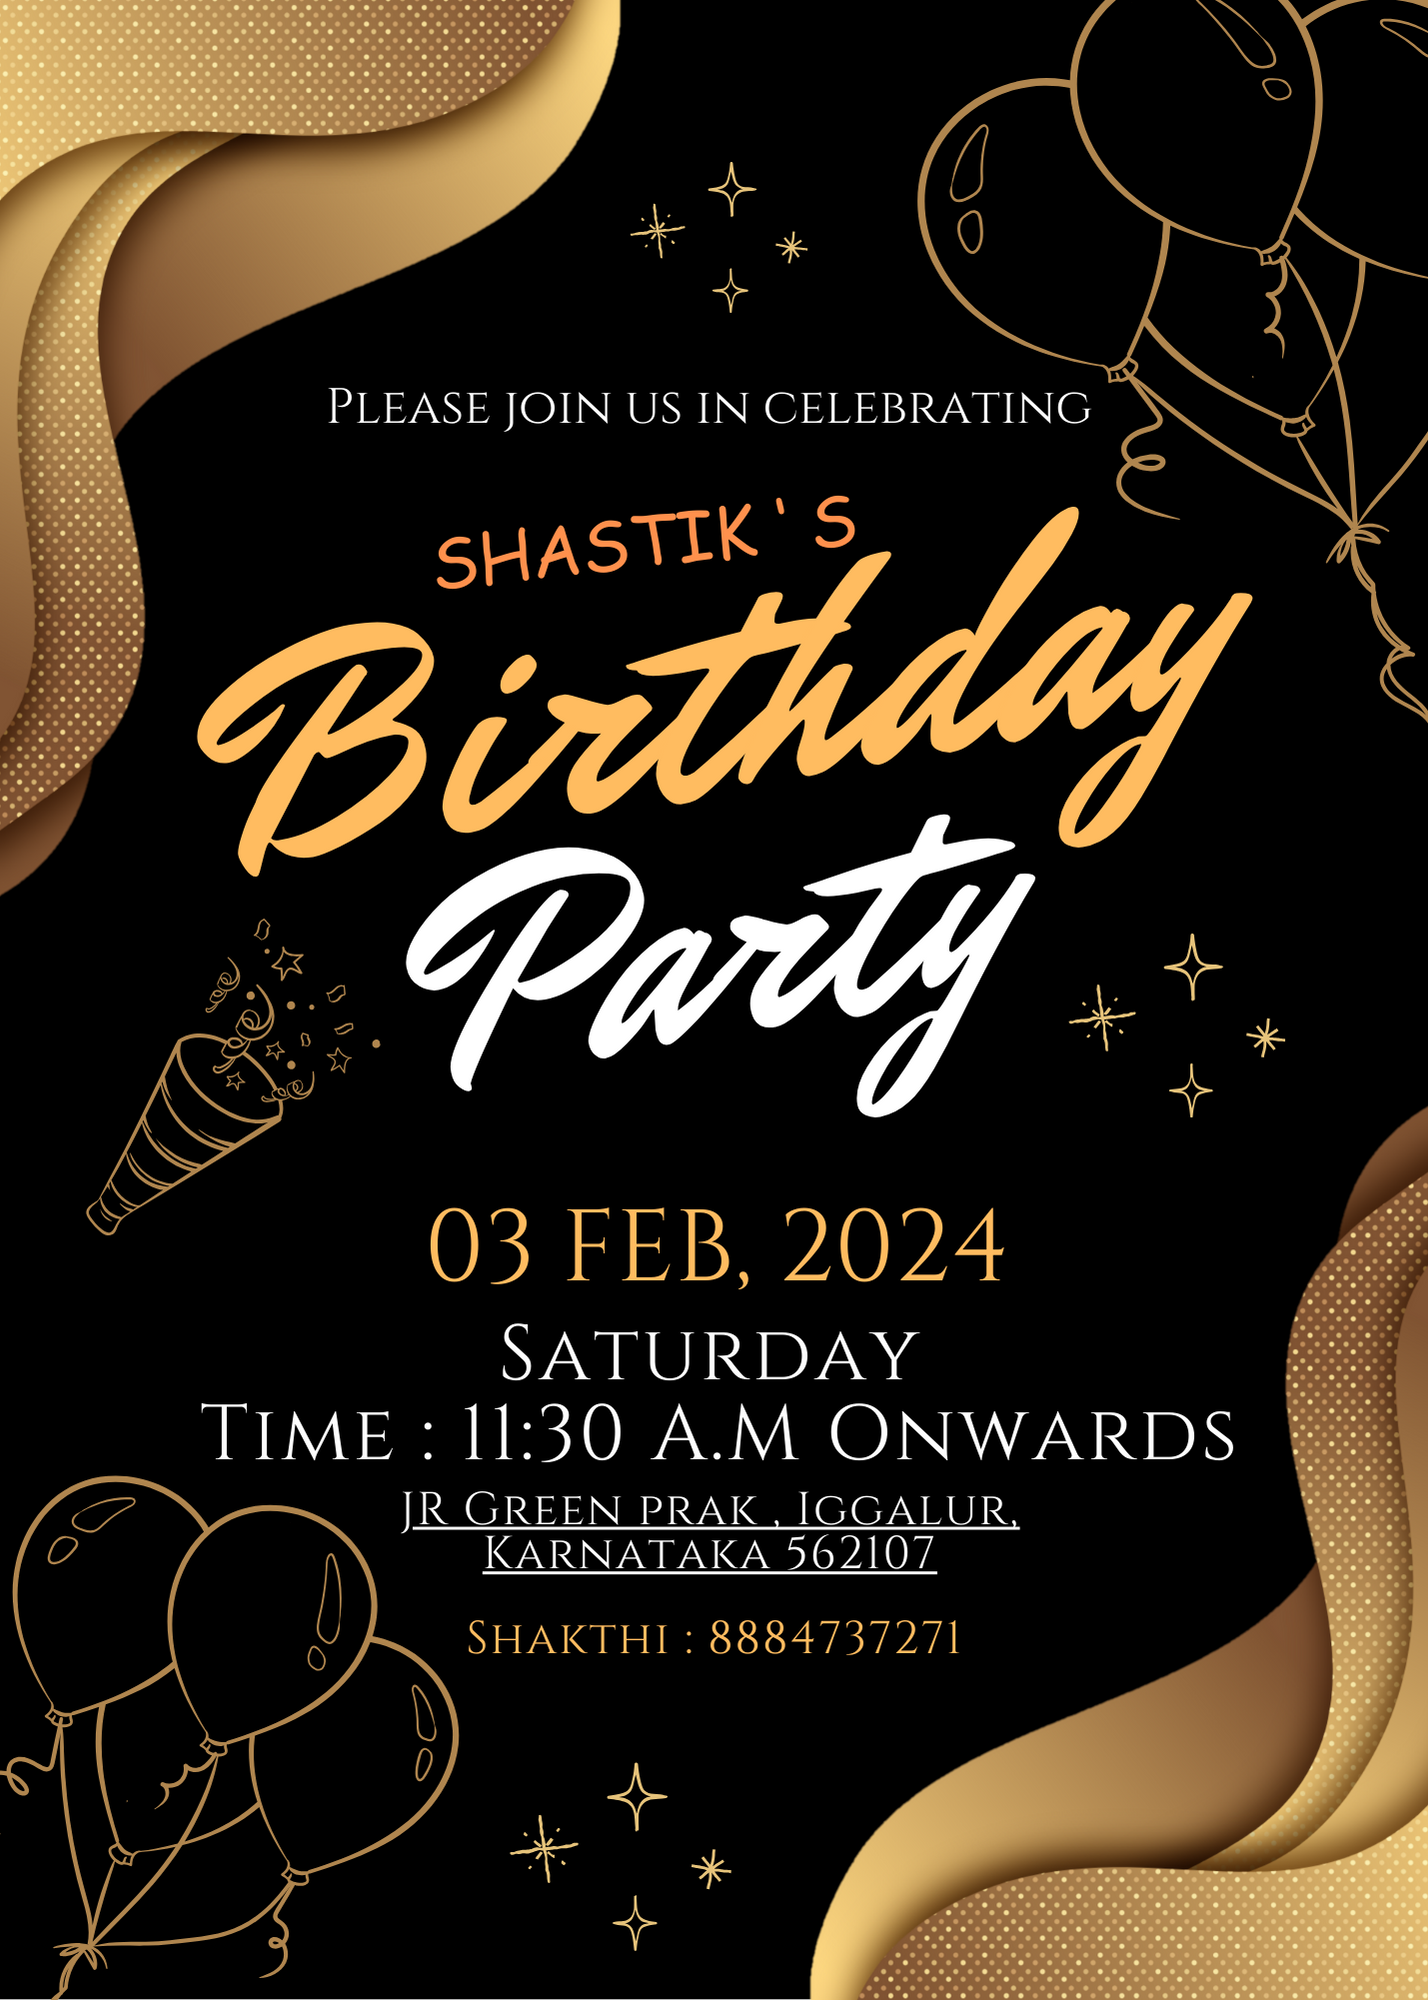 Please join us in celebrating
SHASTIK'S
Birthday
Party
03 FEB, 2024
Saturday
Time : 11:30 A.M Onwards
JR Green prak , Iggalur,
Karnataka 562107
Shakthi : 8884737271